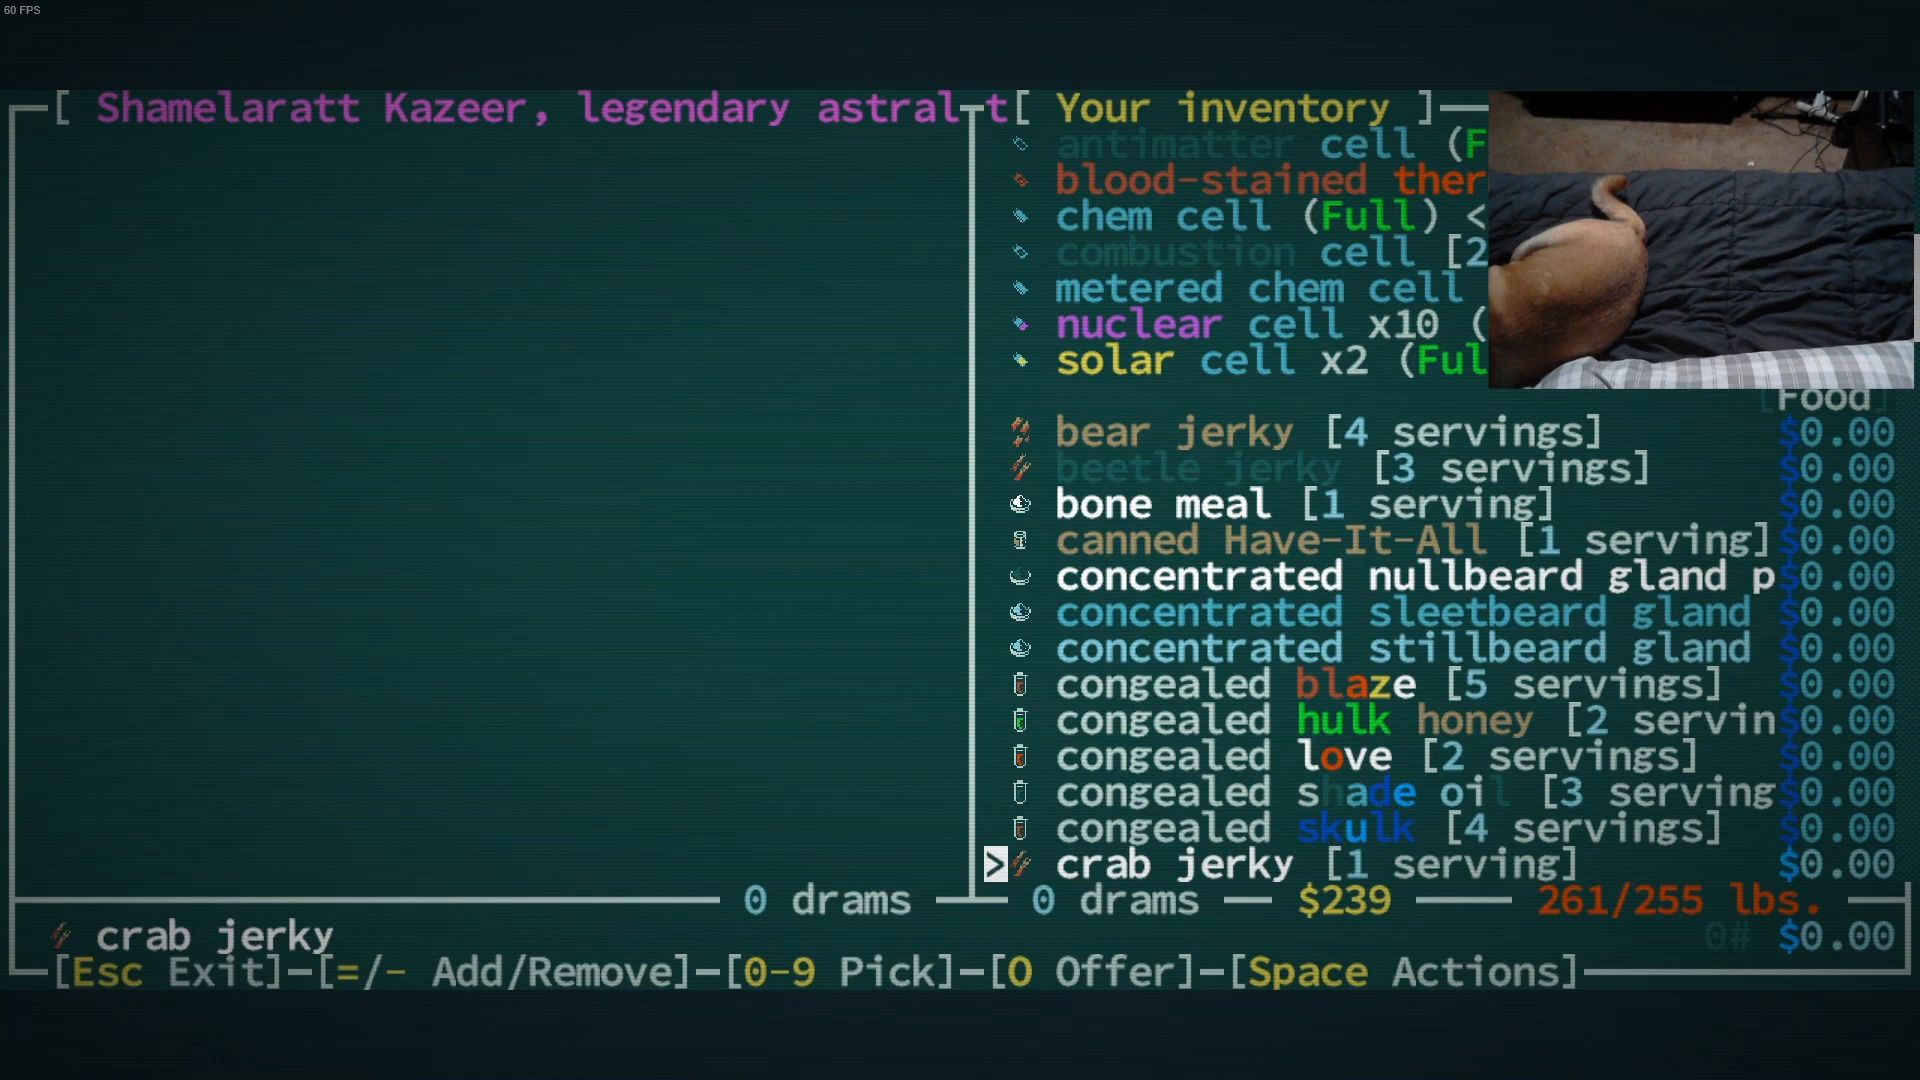 60 FPS
[ Shamelaratt Kazeer, legendary astral t[ Your inventory ]
antimatter cell (F
blood-stained ther
chem cell (Full) <
combustion cell [2
metered chem cell
nuclear cell x10 (
solar cell x2 (Ful
[Food]
bear jerky [4 servings] $0.00
beetle jerky [3 servings] $0.00
bone meal [1 serving] $0.00
canned Have-It-All [1 serving] $0.00
concentrated nullbeard gland p $0.00
concentrated sleetbeard gland $0.00
concentrated stillbeard gland $0.00
congealed blaze [5 servings] $0.00
congealed hulk honey [2 servin $0.00
congealed love [2 servings] $0.00
congealed shade oil [3 serving $0.00
congealed skulk [4 servings] $0.00
> crab jerky [1 serving] $0.00
0 drams 0 drams $239 261/255 lbs.
crab jerky 0# $0.00
[Esc Exit]-[=/- Add/Remove]-[0-9 Pick]-[O Offer]-[Space Actions]